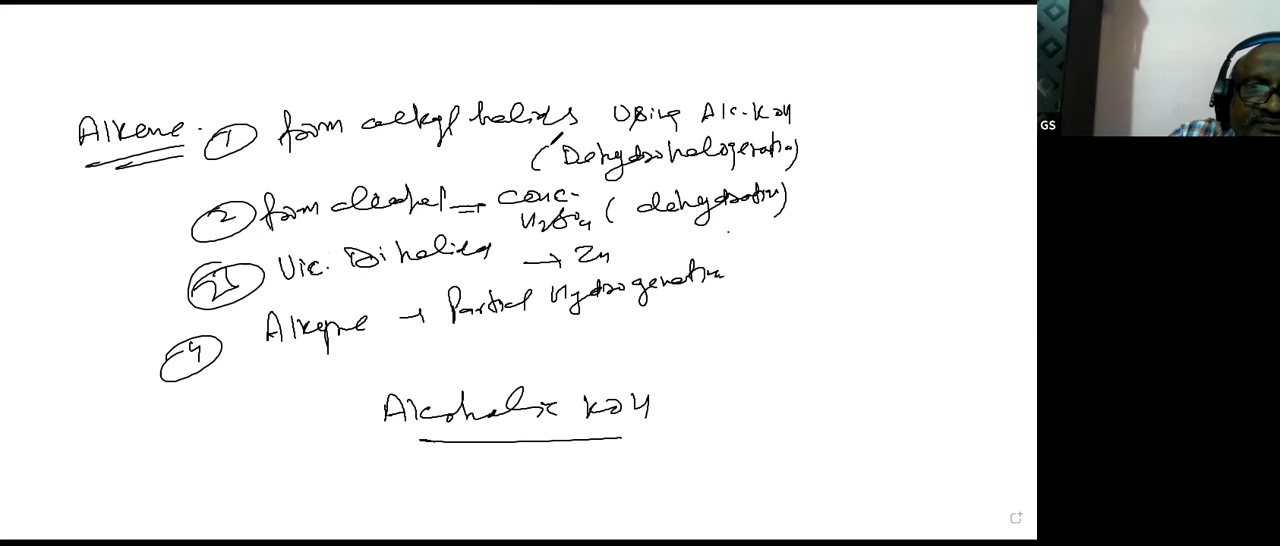 Alkene. ① from alkyl halides Using Alc. KOH
(Dehydrohalogenation)
② from alcohol = conc. H₂SO₄ (dehydration)
③ Vic. Dihalides → Zn
④ Alkyne → Partial Hydrogenation
Alcoholic KOH
GS